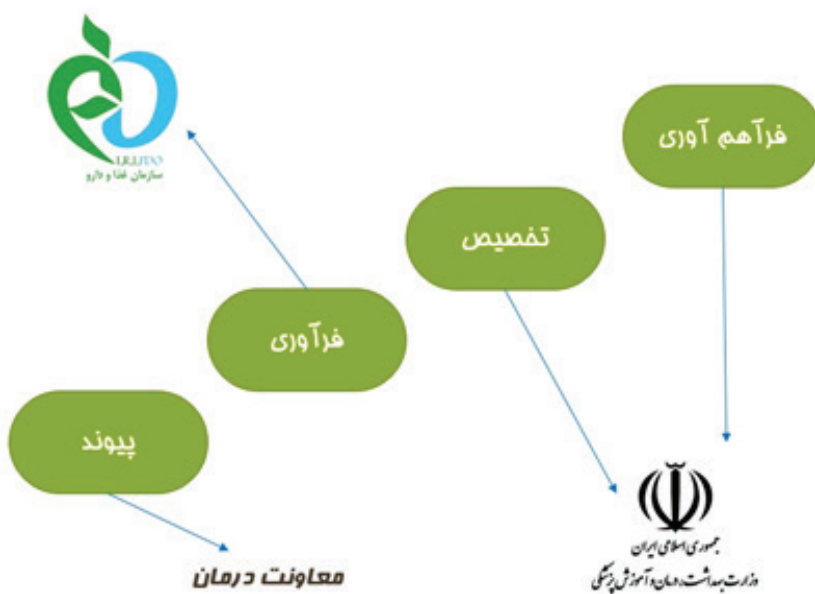 فرآهم آوری
تخصیص
فرآوری
پیوند
سازمان غذا و دارو
معاونت درمان
جمهوری اسلامی ایران
وزارت بهداشت، درمان و آموزش پزشکی